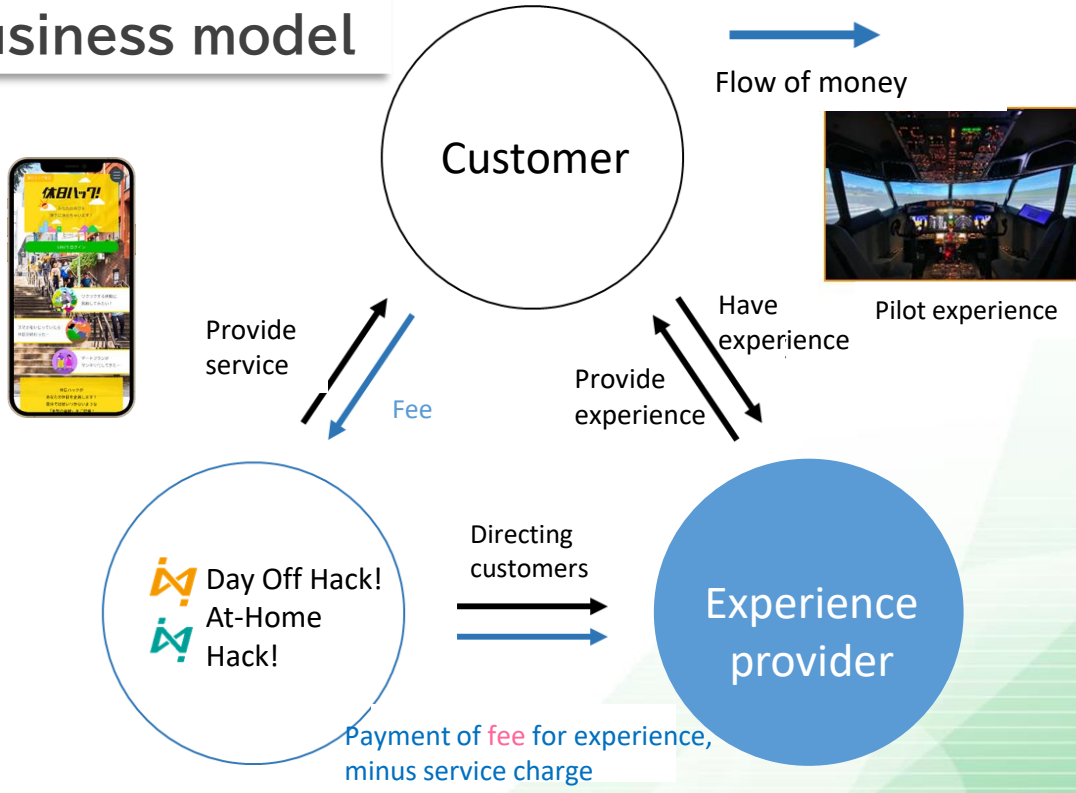 usiness model
Flow of money
Customer
休日ハック!
Pilot experience
Have
experience
Provide
service
Provide
experience
Fee
Directing
customers
Day Off Hack!
At-Home
Hack!
Experience
provider
Payment of fee for experience,
minus service charge